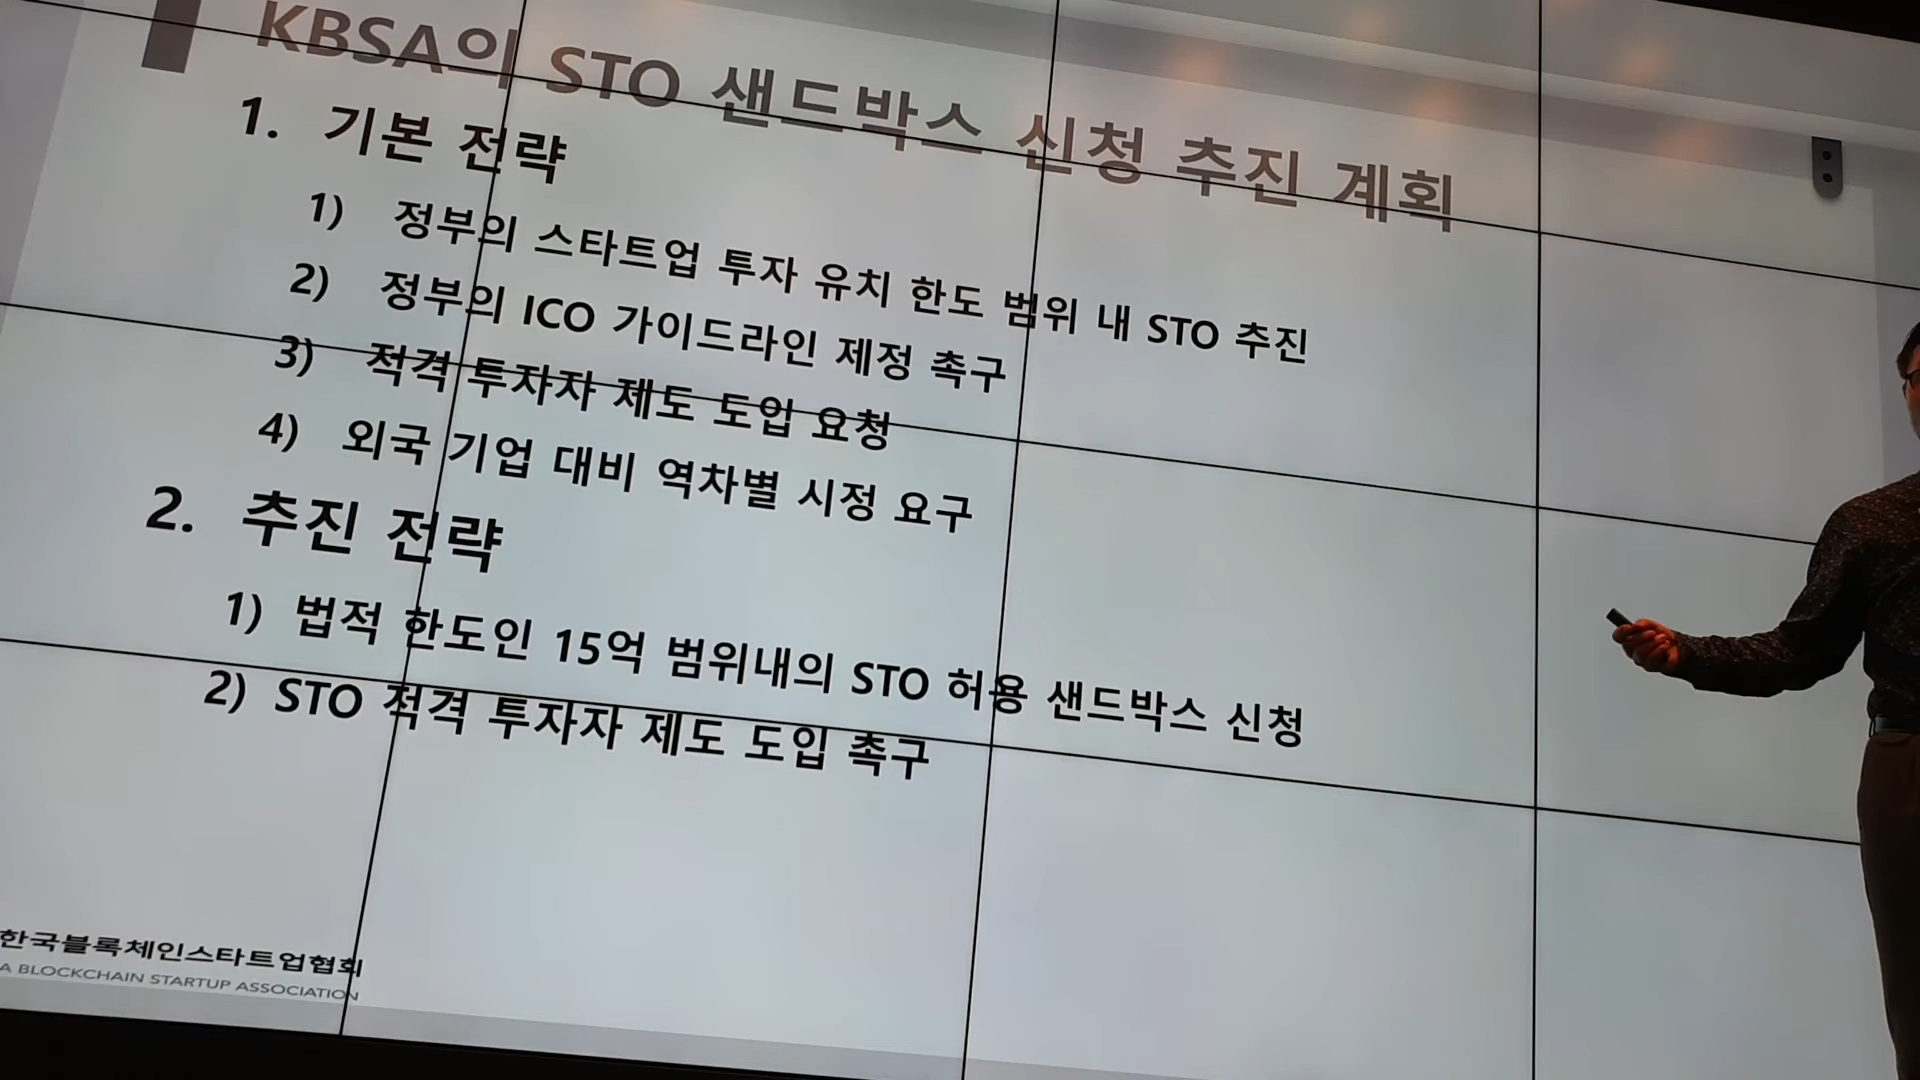 KBSA의 STO 샌드박스 신청 추진 계획
1. 기본 전략
1) 정부의 스타트업 투자 유치 한도 범위 내 STO 추진
2) 정부의 ICO 가이드라인 제정 촉구
3) 적격 투자자 제도 도입 요청
4) 외국 기업 대비 역차별 시정 요구
2. 추진 전략
1) 법적 한도인 15억 범위내의 STO 허용 샌드박스 신청
2) STO 적격 투자자 제도 도입 촉구
한국블록체인스타트업협회
A BLOCKCHAIN STARTUP ASSOCIATION